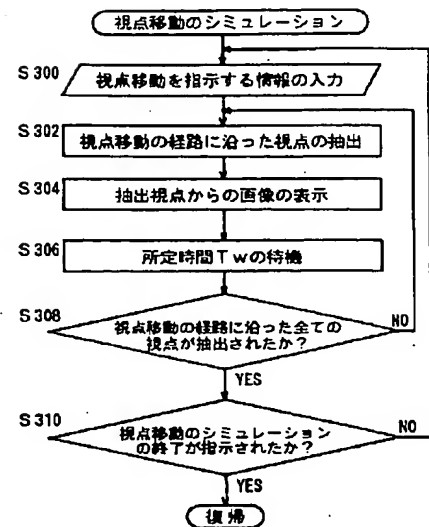 視点移動のシミュレーション
S300
視点移動を指示する情報の入力
S302
視点移動の経路に沿った視点の抽出
S304
抽出視点からの画像の表示
S306
所定時間Twの待機
S308
視点移動の経路に沿った全ての
視点が抽出されたか?
NO
YES
S310
視点移動のシミュレーション
の終了が指示されたか?
NO
YES
復帰